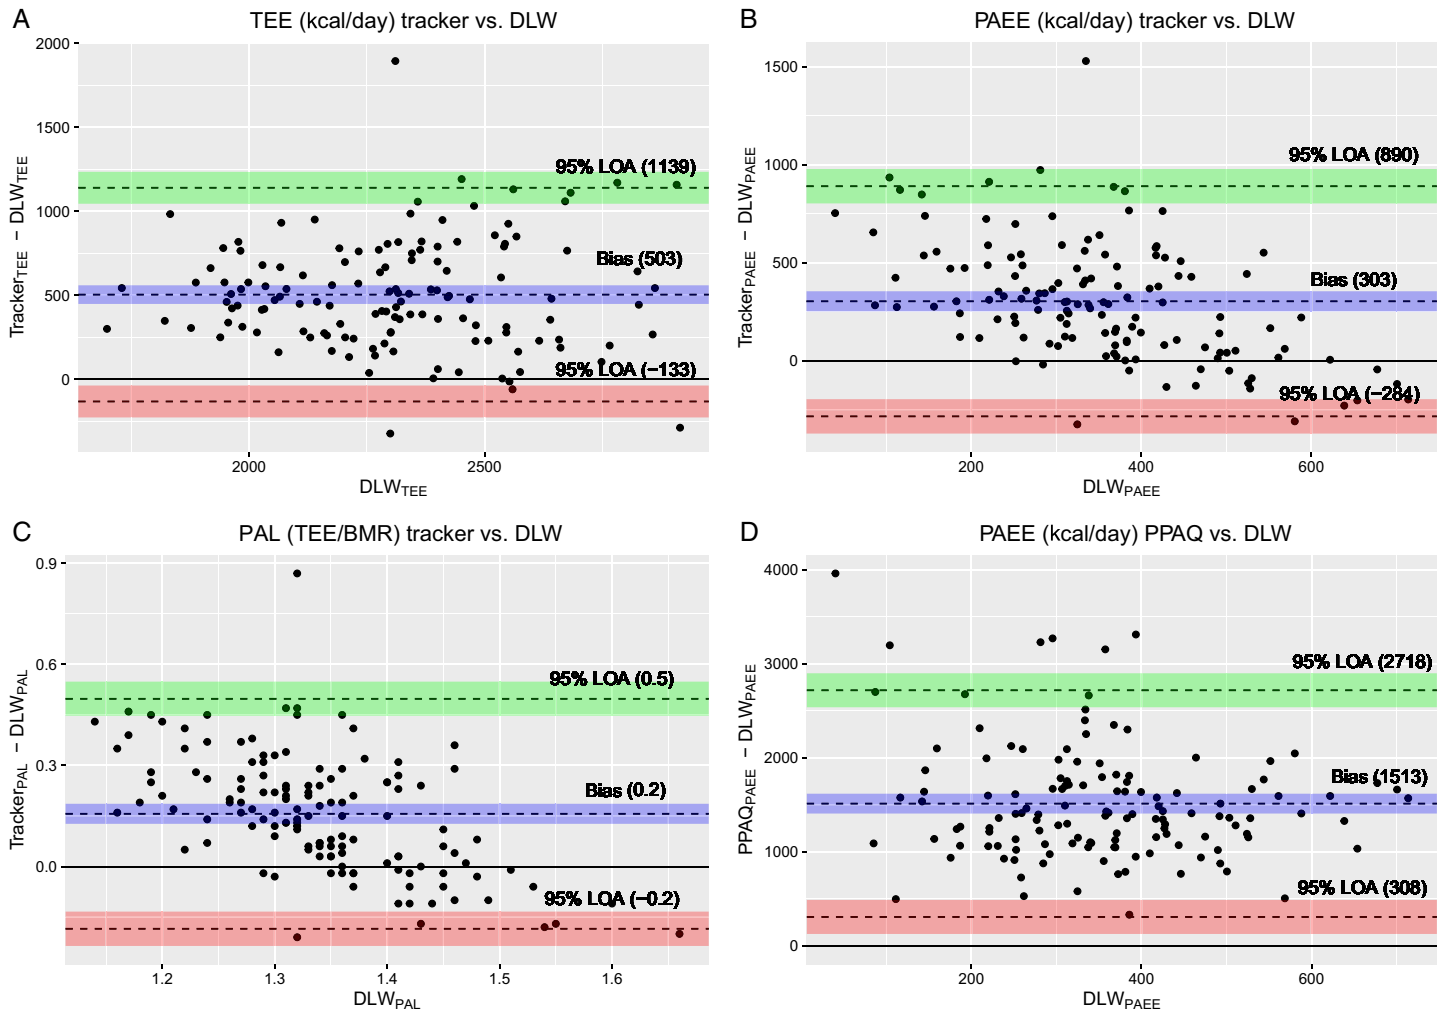 A
TEE (kcal/day) tracker vs. DLW
2000
1500
1000
500
0
TrackerTEE − DLWTEE
95% LOA (1139)
Bias (503)
95% LOA (−133)
2000
2500
DLWTEE
B
PAEE (kcal/day) tracker vs. DLW
1500
1000
500
0
TrackerPAEE − DLWPAEE
95% LOA (890)
Bias (303)
95% LOA (−284)
200
400
600
DLWPAEE
C
PAL (TEE/BMR) tracker vs. DLW
0.9
0.6
0.3
0.0
TrackerPAL − DLWPAL
95% LOA (0.5)
Bias (0.2)
95% LOA (−0.2)
1.2
1.3
1.4
1.5
1.6
DLWPAL
D
PAEE (kcal/day) PPAQ vs. DLW
4000
3000
2000
1000
0
PPAQPAEE − DLWPAEE
95% LOA (2718)
Bias (1513)
95% LOA (308)
200
400
600
DLWPAEE